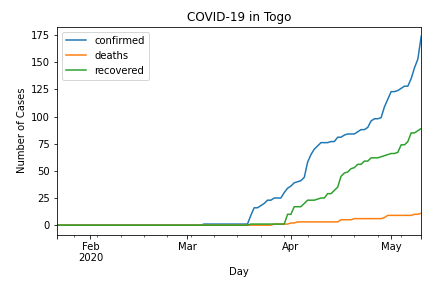 COVID-19 in Togo
confirmed
deaths
recovered
Number of Cases
175
150
125
100
75
50
25
0
Feb Mar Apr May
2020
Day